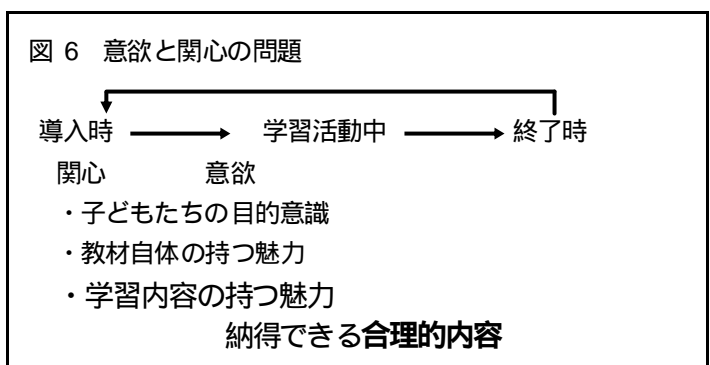 図 6 意欲と関心の問題
導入時 学習活動中 終了時
関心 意欲
・子どもたちの目的意識
・教材自体の持つ魅力
・学習内容の持つ魅力
納得できる合理的内容